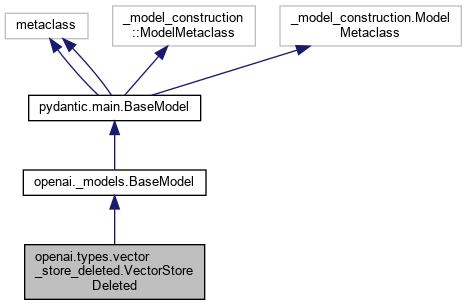 metaclass
_model_construction
::ModelMetaclass
_model_construction.Model
Metaclass
pydantic.main.BaseModel
openai._models.BaseModel
openai.types.vector
_store_deleted.VectorStore
Deleted